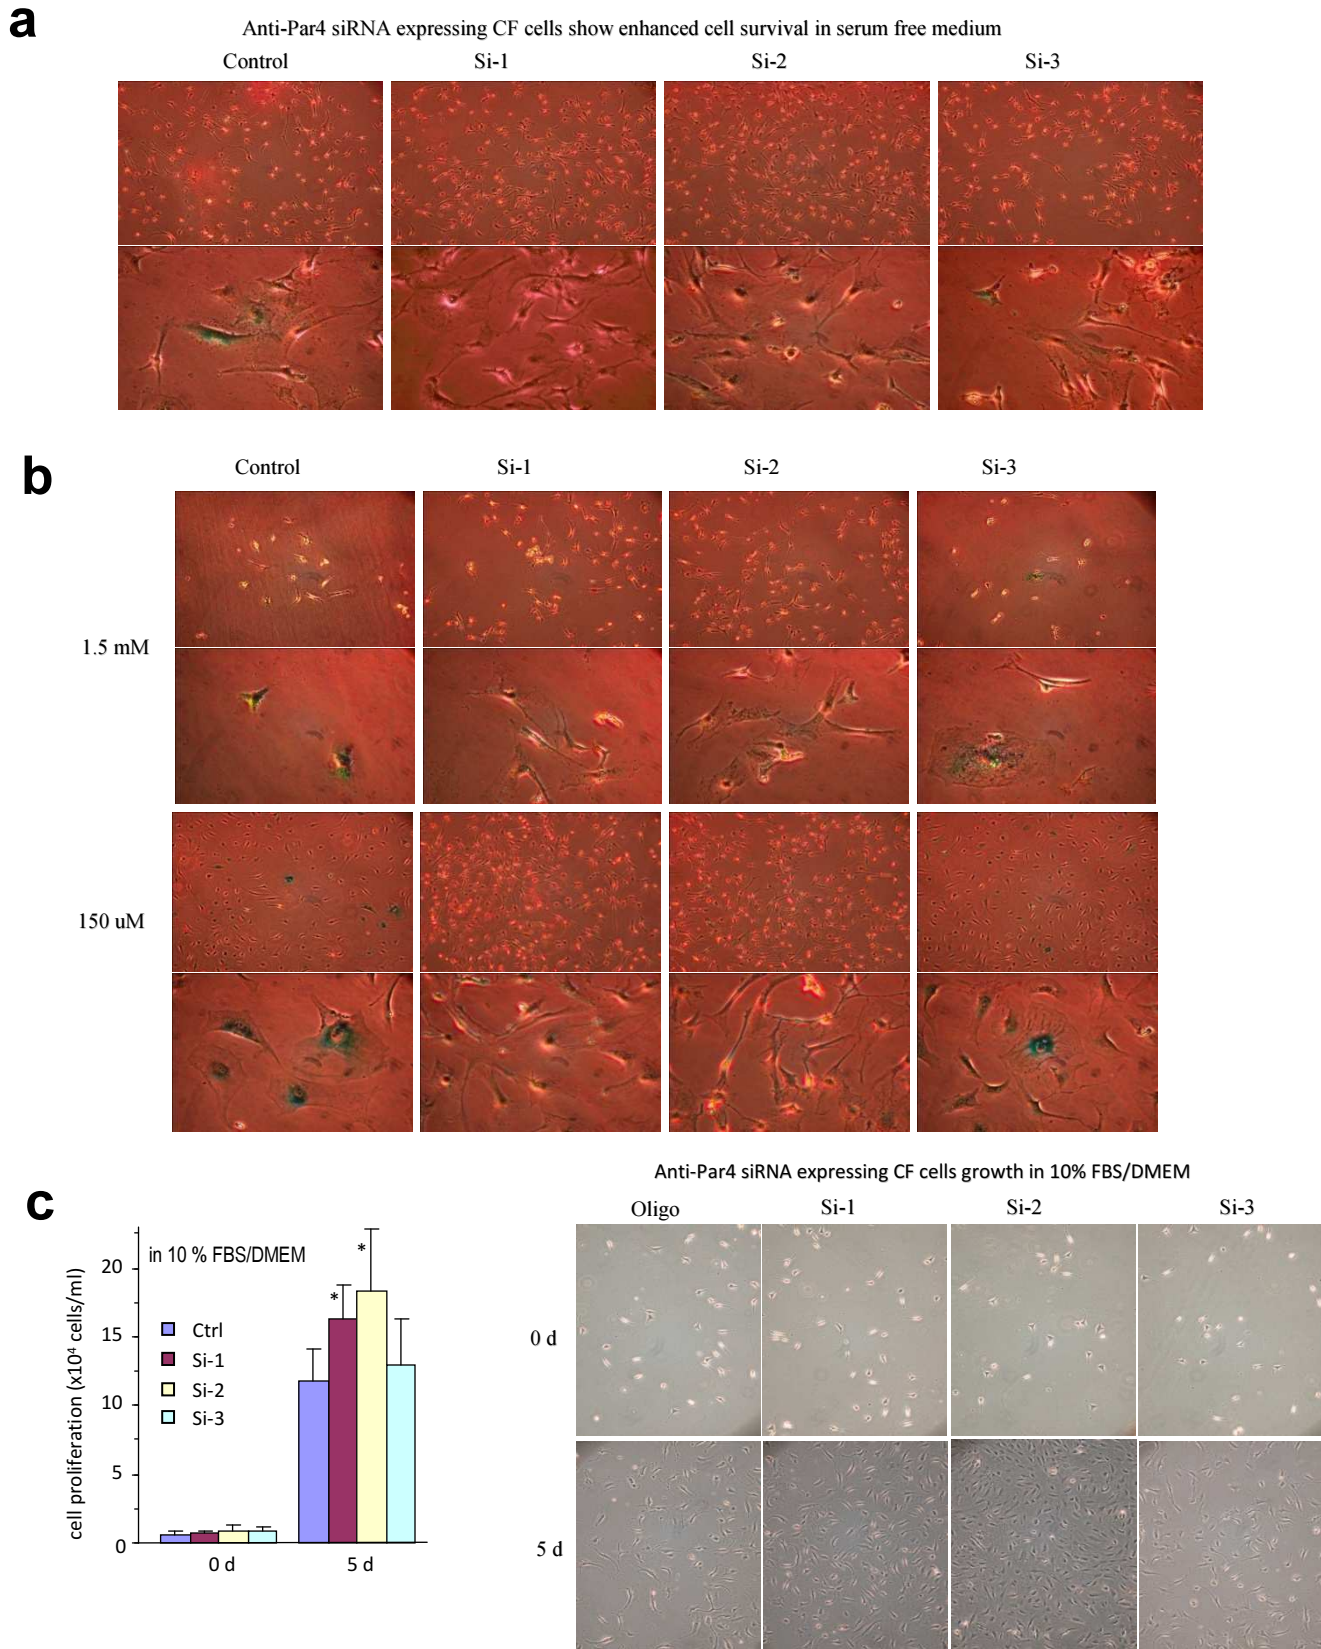 a
Anti-Par4 siRNA expressing CF cells show enhanced cell survival in serum free medium
Control Si-1 Si-2 Si-3
b
Control Si-1 Si-2 Si-3
1.5 mM
150 uM
c
Anti-Par4 siRNA expressing CF cells growth in 10% FBS/DMEM
Oligo Si-1 Si-2 Si-3
0 d
5 d
cell proliferation (x10⁴ cells/ml)
in 10 % FBS/DMEM
20
15
10
5
0
Ctrl
Si-1
Si-2
Si-3
* *
0 d 5 d